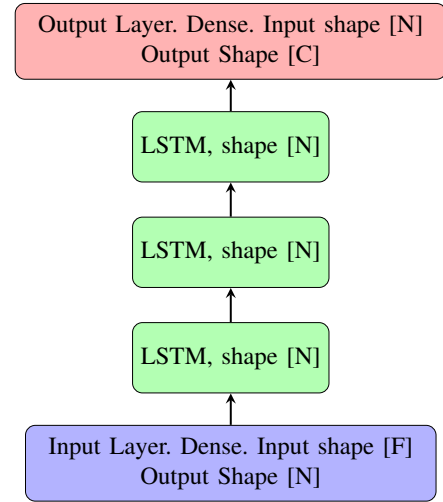 Output Layer. Dense. Input shape [N]
Output Shape [C]
LSTM, shape [N]
LSTM, shape [N]
LSTM, shape [N]
Input Layer. Dense. Input shape [F]
Output Shape [N]